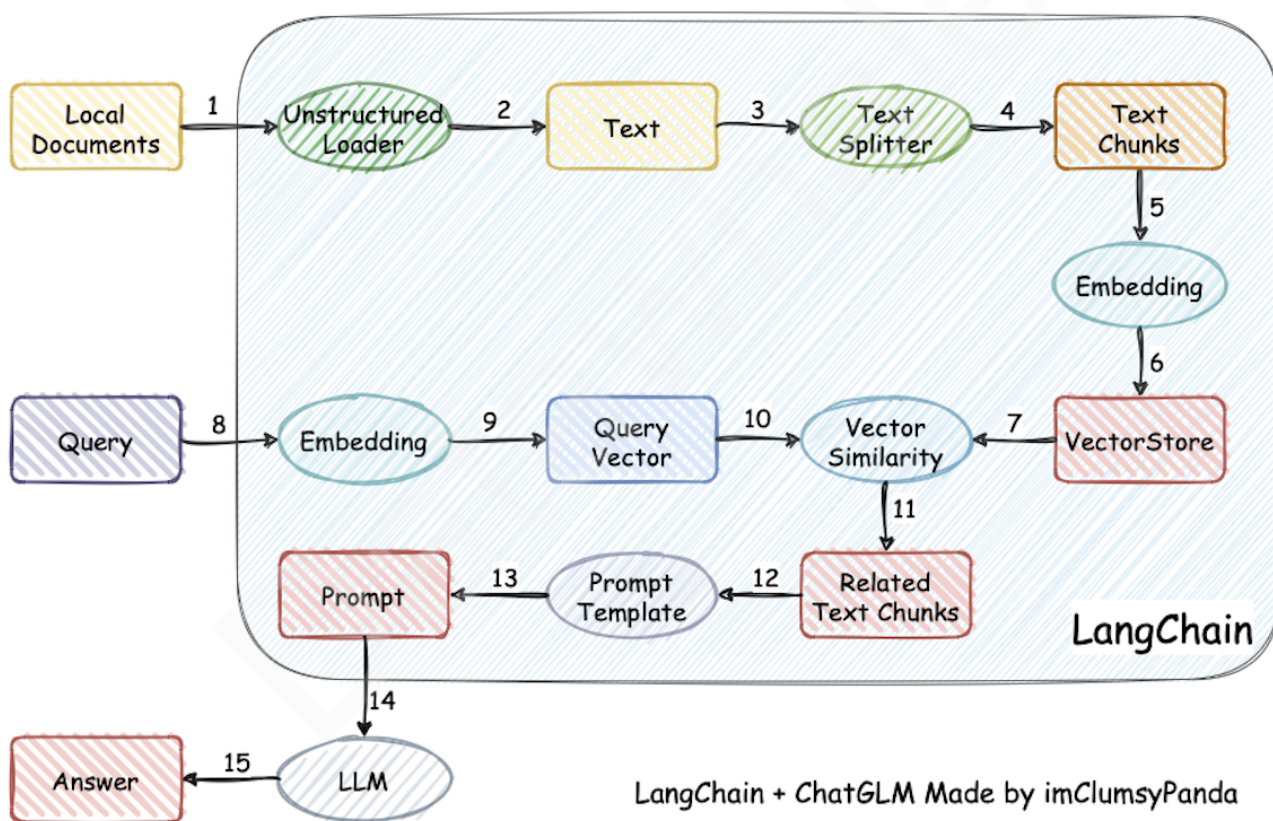 Local
Documents
1
Unstructured
Loader
2
Text
3
Text
Splitter
4
Text
Chunks
5
Embedding
6
Query
8
Embedding
9
Query
Vector
10
Vector
Similarity
7
VectorStore
11
Prompt
13
Prompt
Template
12
Related
Text Chunks
LangChain
14
Answer
15
LLM
LangChain + ChatGLM Made by imClumsyPanda